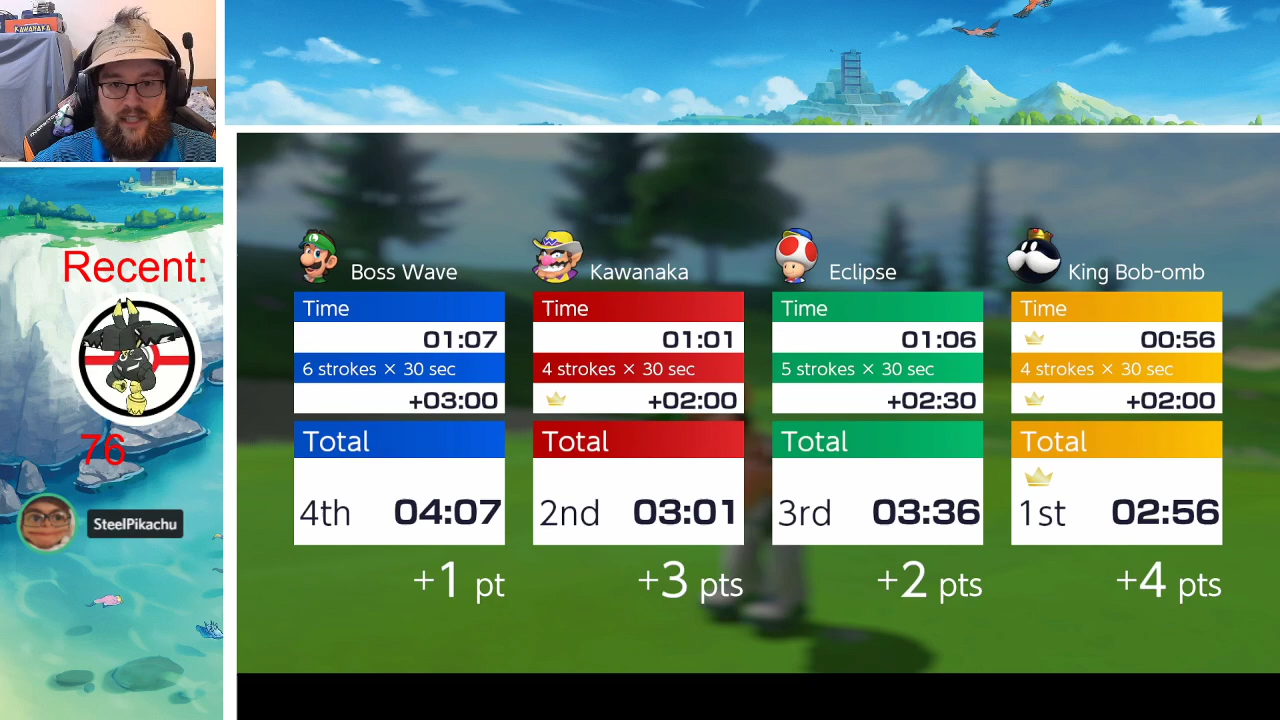 KAWANAKA
Recent:
76
SteelPikachu
Boss Wave
Time
01:07
6 strokes × 30 sec
+03:00
Total
4th 04:07
+1 pt
Kawanaka
Time
01:01
4 strokes × 30 sec
+02:00
Total
2nd 03:01
+3 pts
Eclipse
Time
01:06
5 strokes × 30 sec
+02:30
Total
3rd 03:36
+2 pts
King Bob-omb
Time
00:56
4 strokes × 30 sec
+02:00
Total
1st 02:56
+4 pts